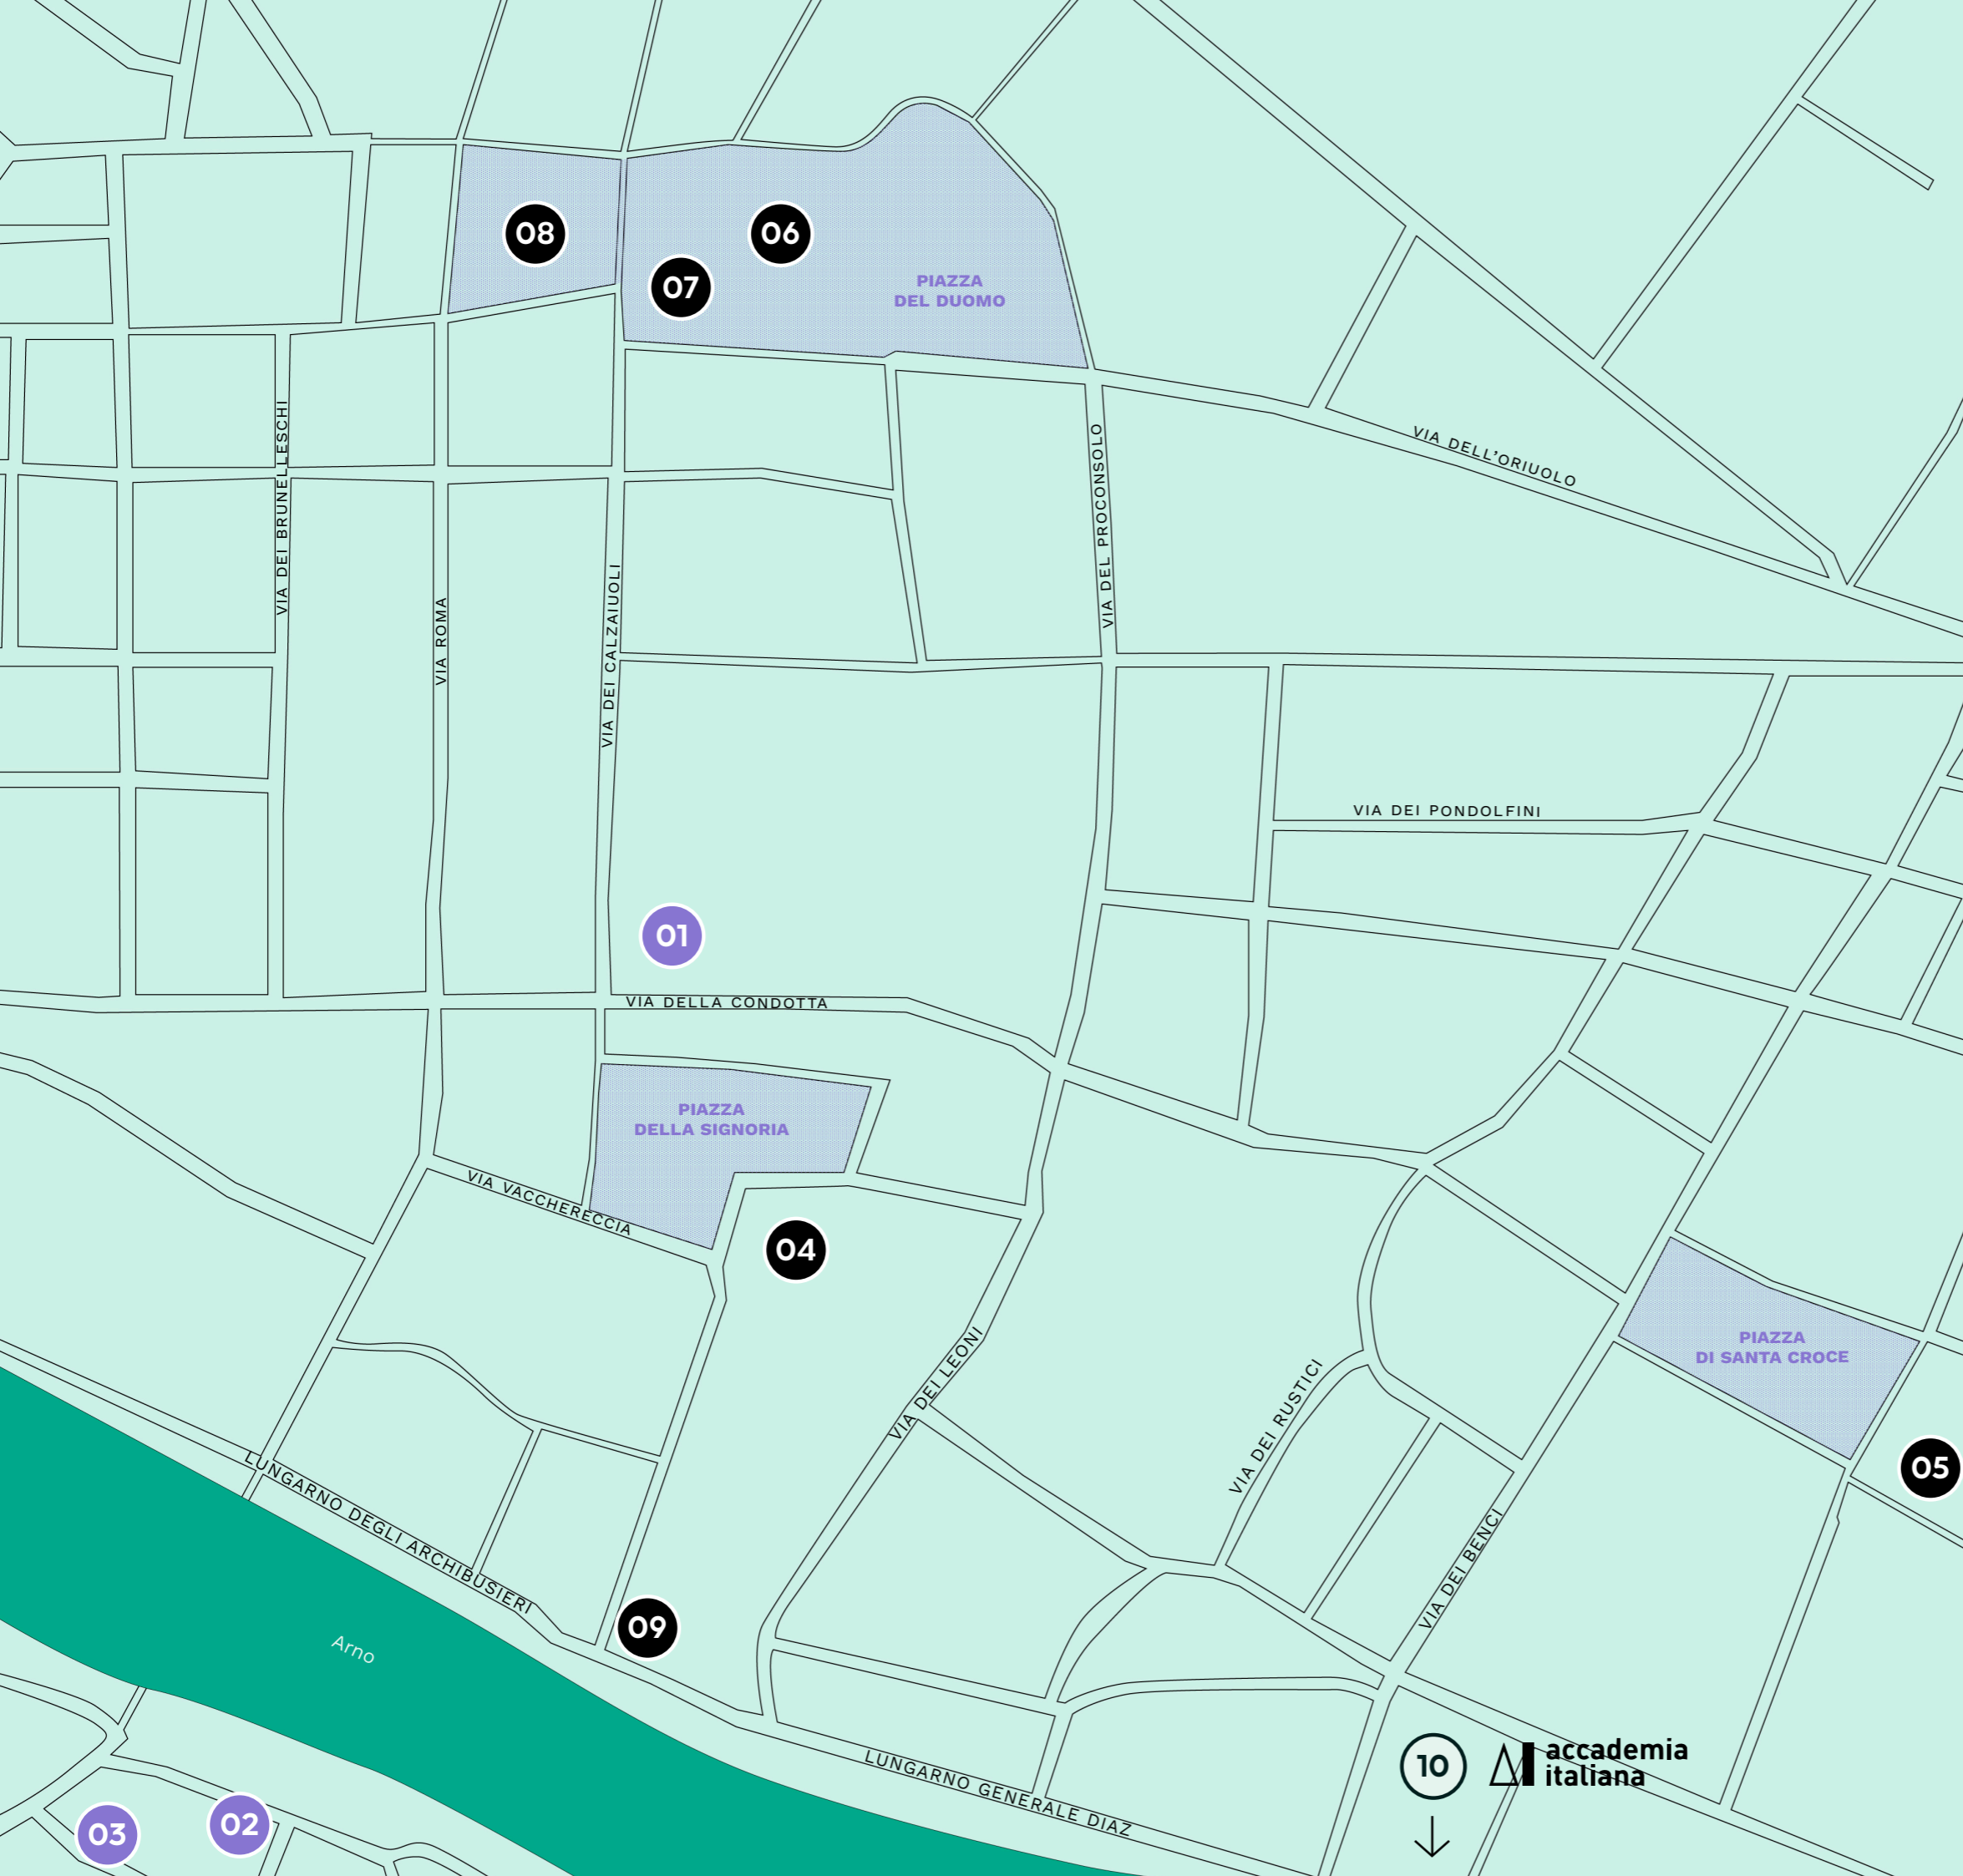 08
06
07
PIAZZA
DEL DUOMO
VIA DEI BRUNELLESCHI
VIA DELL'ORIUOLO
VIA DEL PROCONSOLO
VIA ROMA
VIA DEI CALZAIUOLI
VIA DEI PONDOLFINI
01
VIA DELLA CONDOTTA
PIAZZA
DELLA SIGNORIA
VIA VACCHERECCIA
04
PIAZZA
DI SANTA CROCE
VIA DEI LEONI
VIA DEI RUSTICI
05
LUNGARNO DEGLI ARCHIBUSIERI
VIA DEI BENCI
09
Arno
10
accademia
italiana
LUNGARNO GENERALE DIAZ
02
03